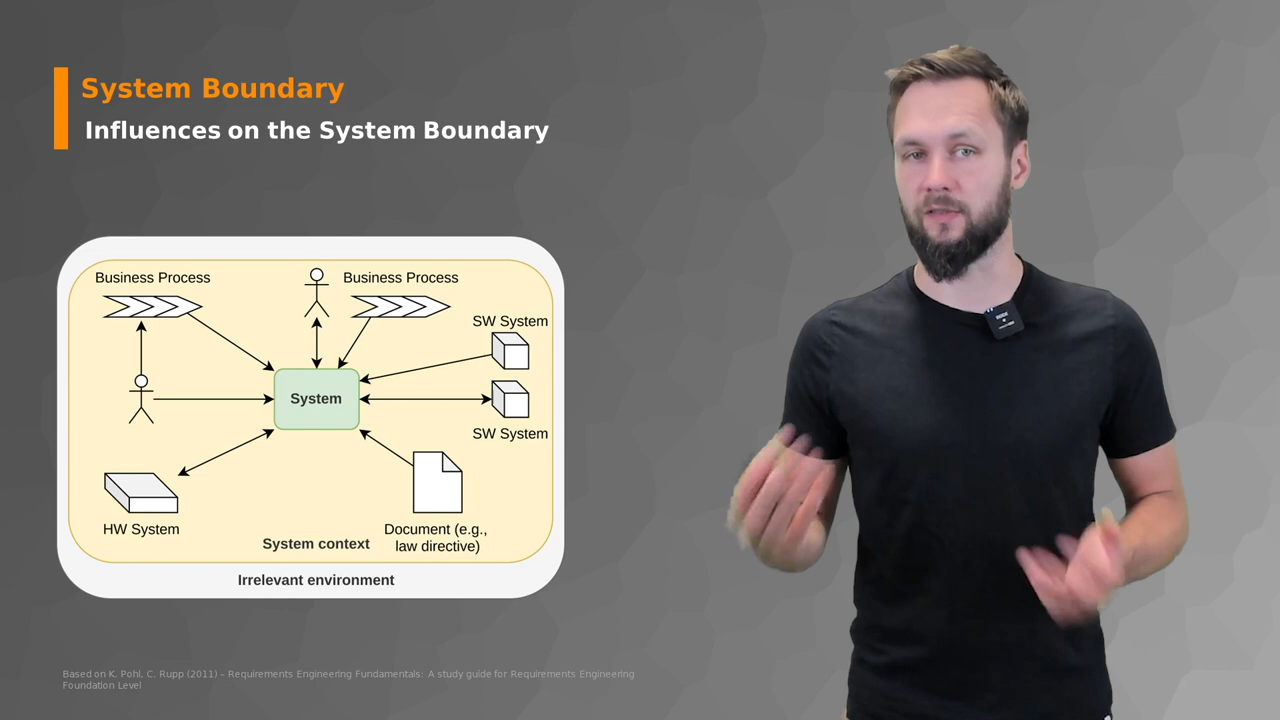 System Boundary
Influences on the System Boundary
Business Process
Business Process
SW System
System
SW System
HW System
Document (e.g.,
law directive)
System context
Irrelevant environment
Based on K. Pohl, C. Rupp (2011) – Requirements Engineering Fundamentals: A study guide for Requirements Engineering
Foundation Level